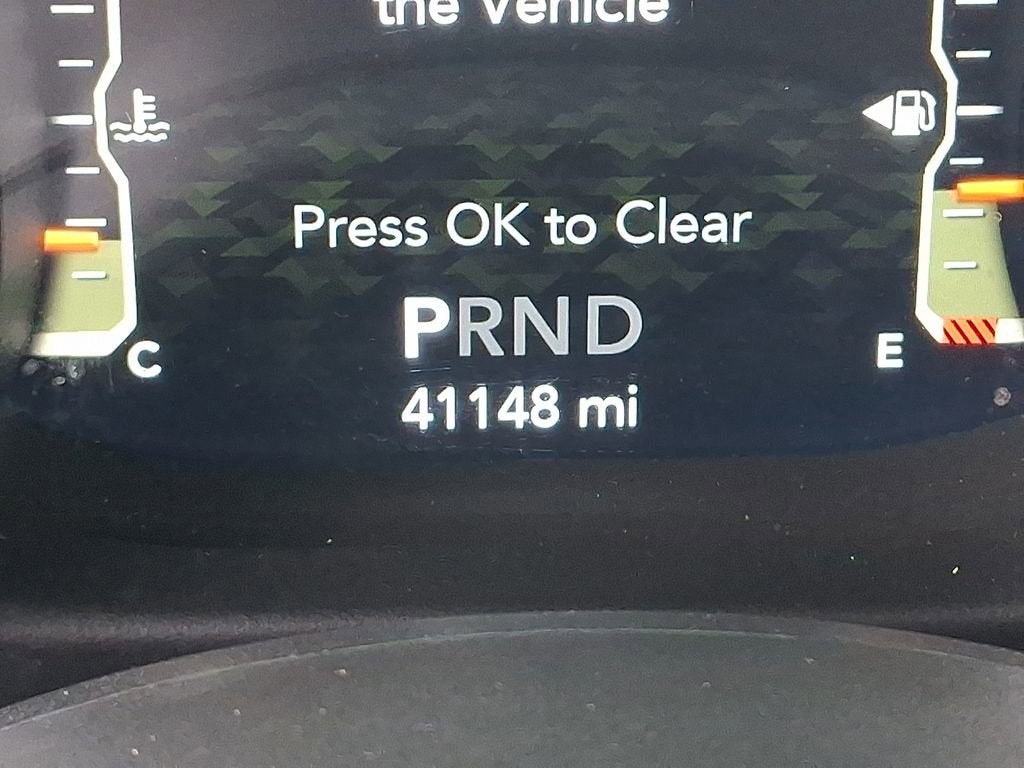 the Vehicle
Press OK to Clear
PRND
C
E
41148 mi